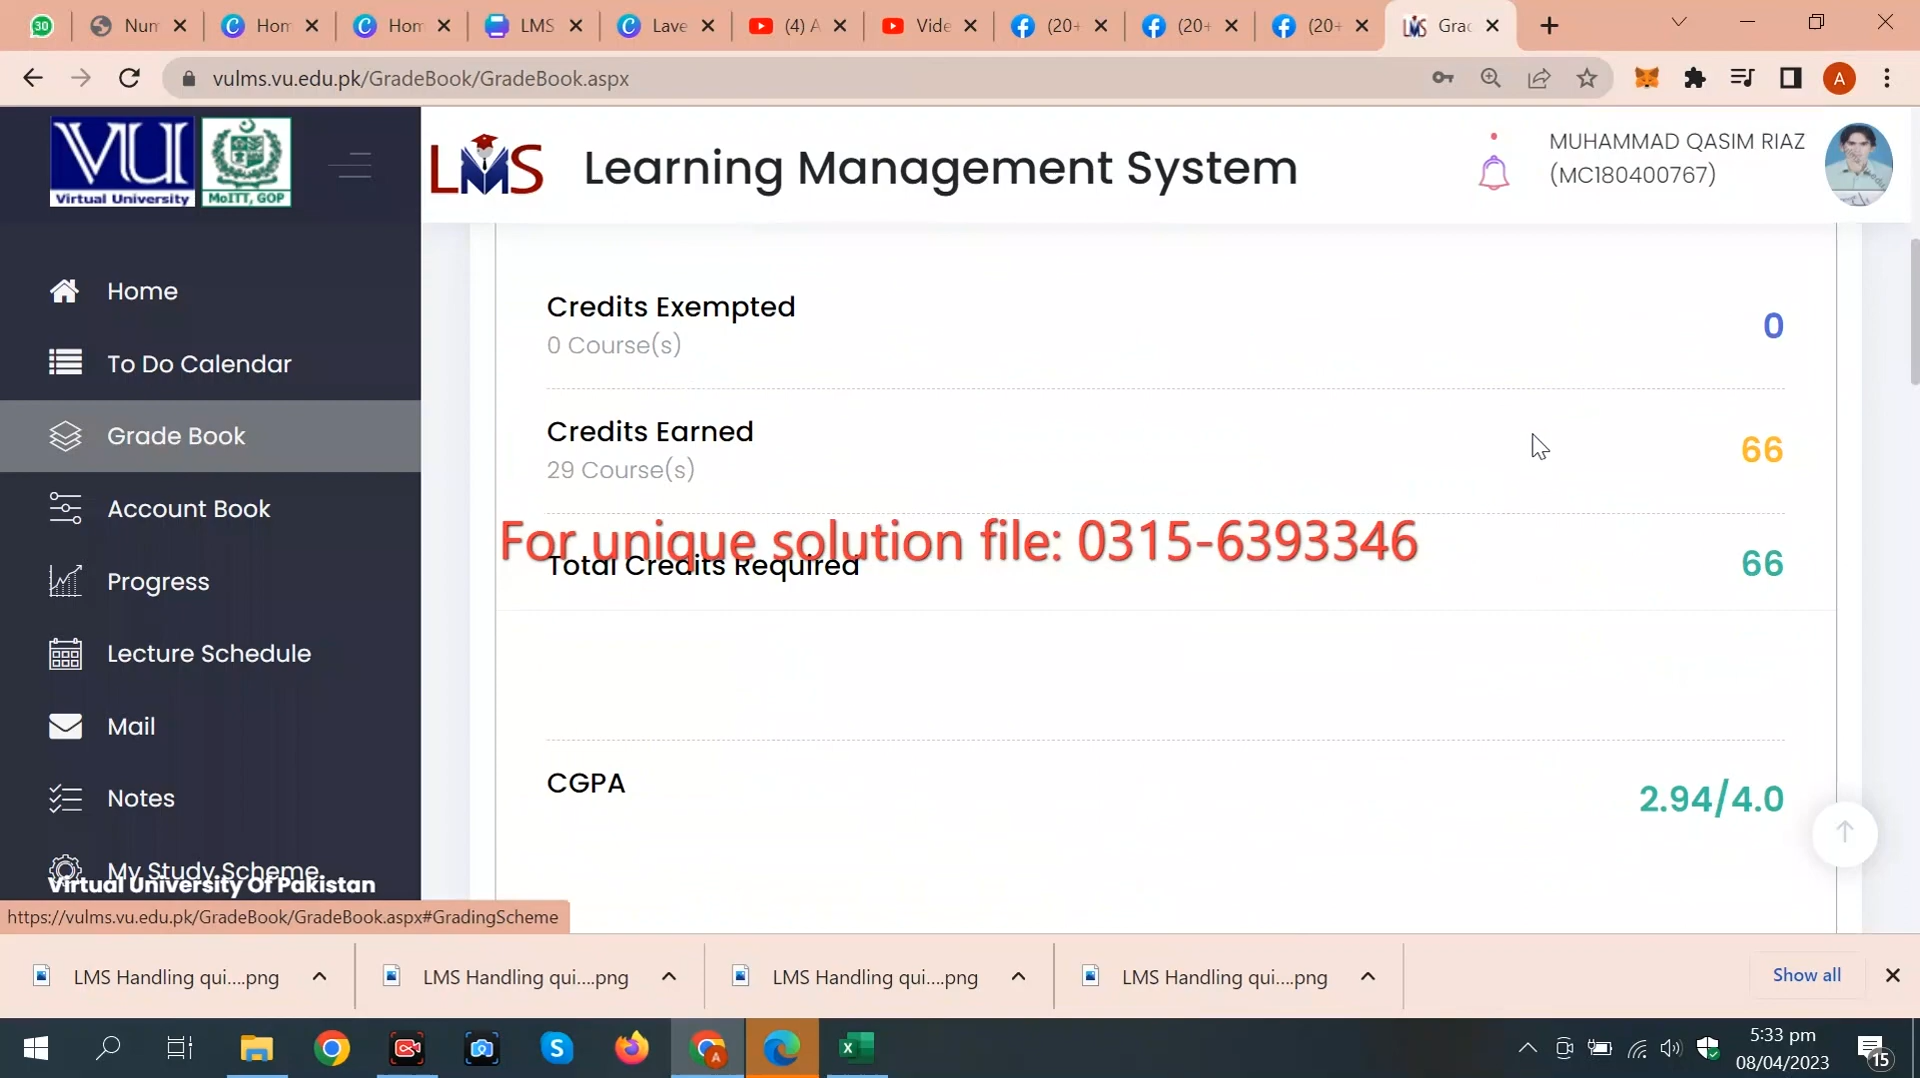 30
Num
Hom
Hom
LMS
Lave
(4) A
Vide
(20+
(20+
(20+
Grad
vulms.vu.edu.pk/GradeBook/GradeBook.aspx
A
VU
Virtual University
MoITT, GOP
LMS
Learning Management System
MUHAMMAD QASIM RIAZ
(MC180400767)
Home
To Do Calendar
Grade Book
Account Book
Progress
Lecture Schedule
Mail
Notes
My Study Scheme
Virtual University Of Pakistan
Credits Exempted
0 Course(s)
0
Credits Earned
29 Course(s)
66
For unique solution file: 0315-6393346
Total Credits Required
66
CGPA
2.94/4.0
https://vulms.vu.edu.pk/GradeBook/GradeBook.aspx#GradingScheme
LMS Handling qui....png
LMS Handling qui....png
LMS Handling qui....png
LMS Handling qui....png
Show all
5:33 pm
08/04/2023
15